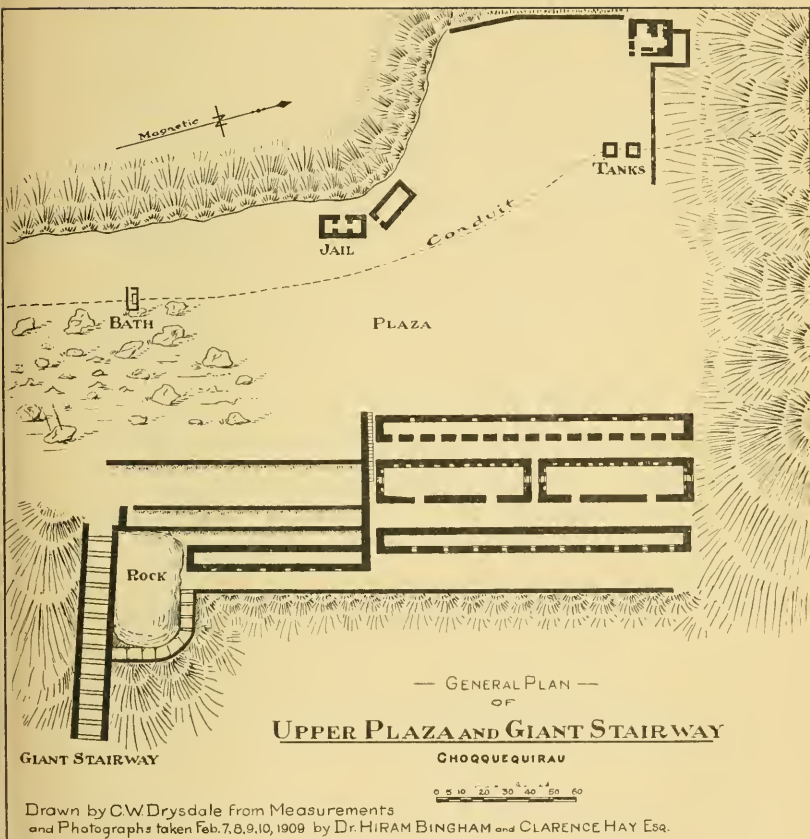 Magnetic N
TANKS
Conduit
JAIL
BATH
PLAZA
ROCK
GIANT STAIRWAY
— GENERAL PLAN —
OF
UPPER PLAZA AND GIANT STAIRWAY
CHOQQUEQUIRAU
0 5 10 20 30 40 50 60
Drawn by C.W. Drysdale from Measurements
and Photographs taken Feb. 7, 8, 9, 10, 1909 by Dr. HIRAM BINGHAM and CLARENCE HAY ESQ.